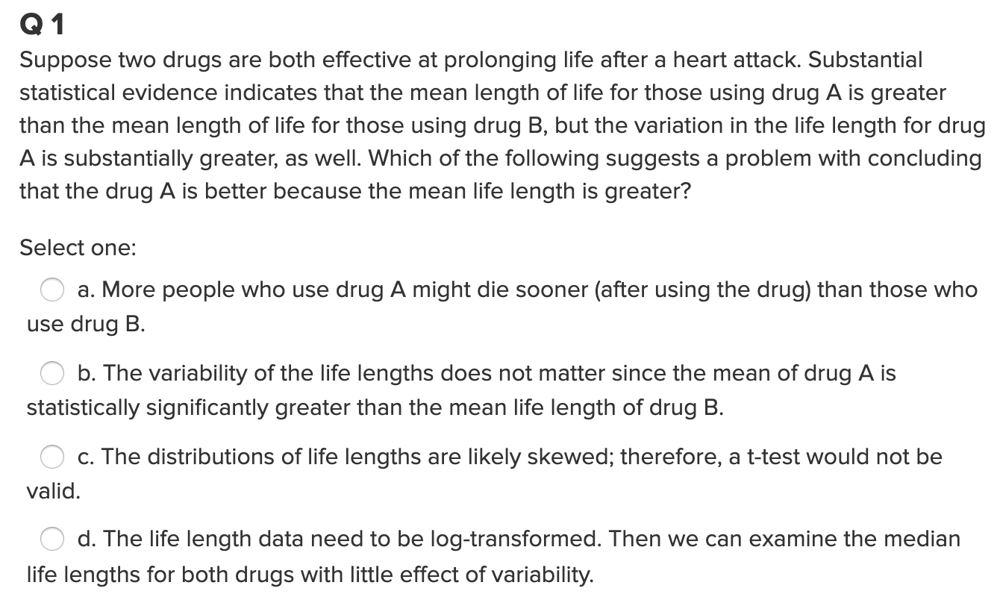 Q 1
Suppose two drugs are both effective at prolonging life after a heart attack. Substantial
statistical evidence indicates that the mean length of life for those using drug A is greater
than the mean length of life for those using drug B, but the variation in the life length for drug
A is substantially greater, as well. Which of the following suggests a problem with concluding
that the drug A is better because the mean life length is greater?
Select one:
a. More people who use drug A might die sooner (after using the drug) than those who
use drug B.
b. The variability of the life lengths does not matter since the mean of drug A is
statistically significantly greater than the mean life length of drug B.
c. The distributions of life lengths are likely skewed; therefore, a t-test would not be
valid.
d. The life length data need to be log-transformed. Then we can examine the median
life lengths for both drugs with little effect of variability.